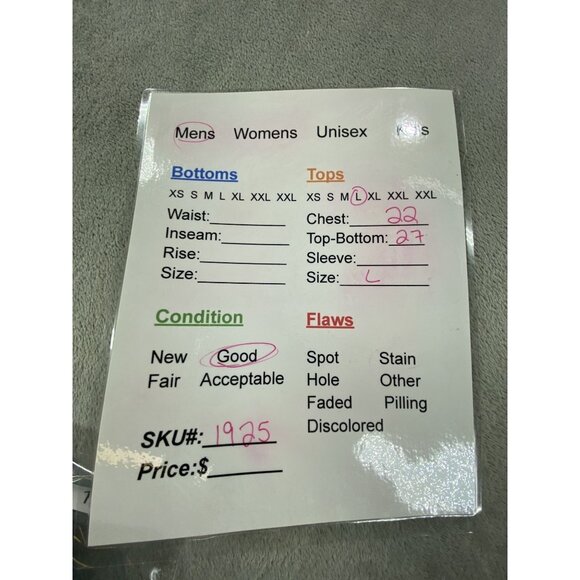 Mens Womens Unisex Kids
Bottoms Tops
XS S M L XL XXL XXL XS S M L XL XXL XXL
Waist: Chest: 22
Inseam: Top-Bottom: 27
Rise: Sleeve:
Size: Size: L
Condition Flaws
New Good Spot Stain
Fair Acceptable Hole Other
Faded Pilling
Discolored
SKU#: 1925
Price:$
7